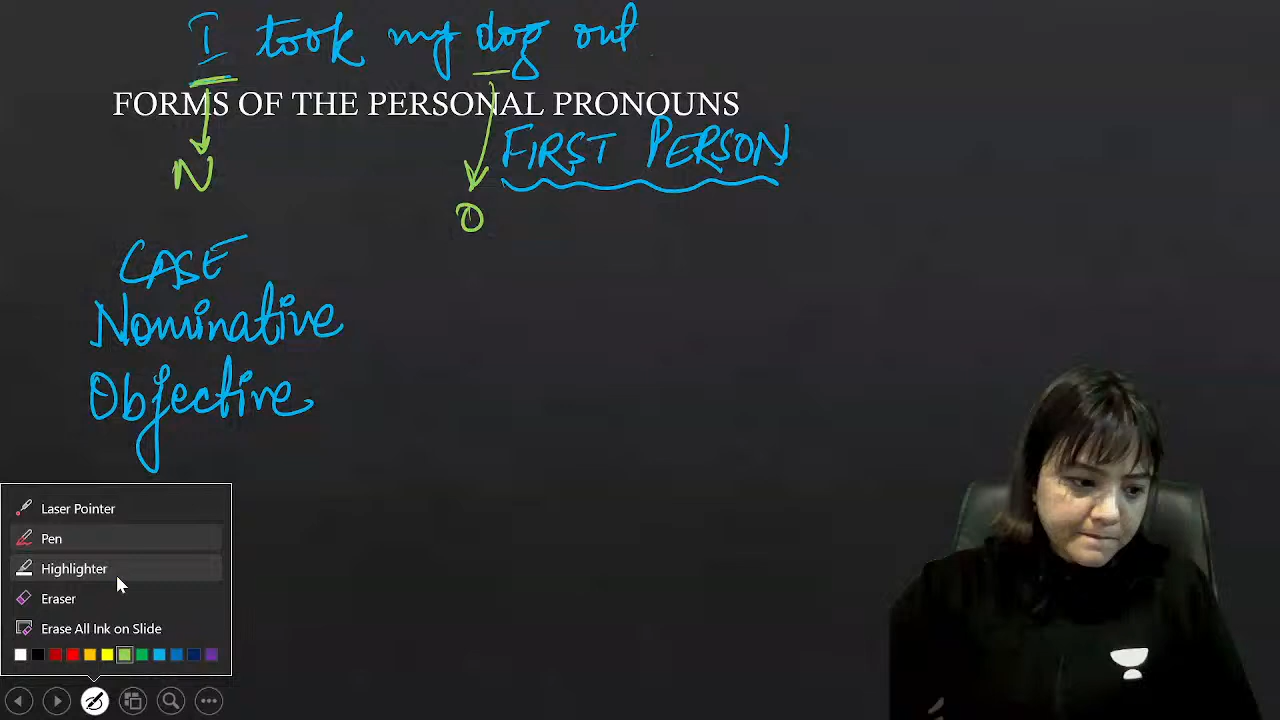 I took my dog out
FORMS OF THE PERSONAL PRONOUNS
FIRST PERSON
N
O
CASE
Nominative
Objective
Laser Pointer
Pen
Highlighter
Eraser
Erase All Ink on Slide